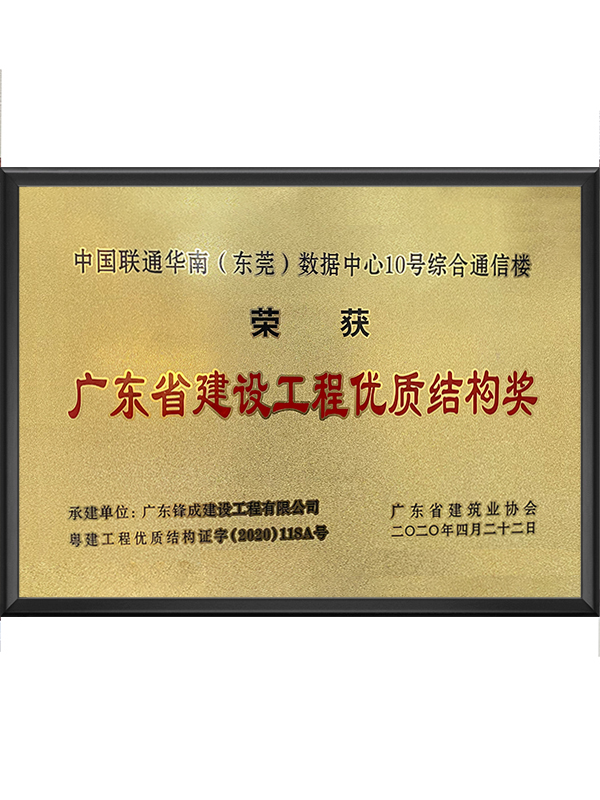 中国联通华南（东莞）数据中心10号综合通信楼
荣 获
广东省建设工程优质结构奖
承建单位：广东锋成建设工程有限公司
粤建工程优质结构证字(2020)118A号
广东省建筑业协会
二〇二〇年四月二十二日